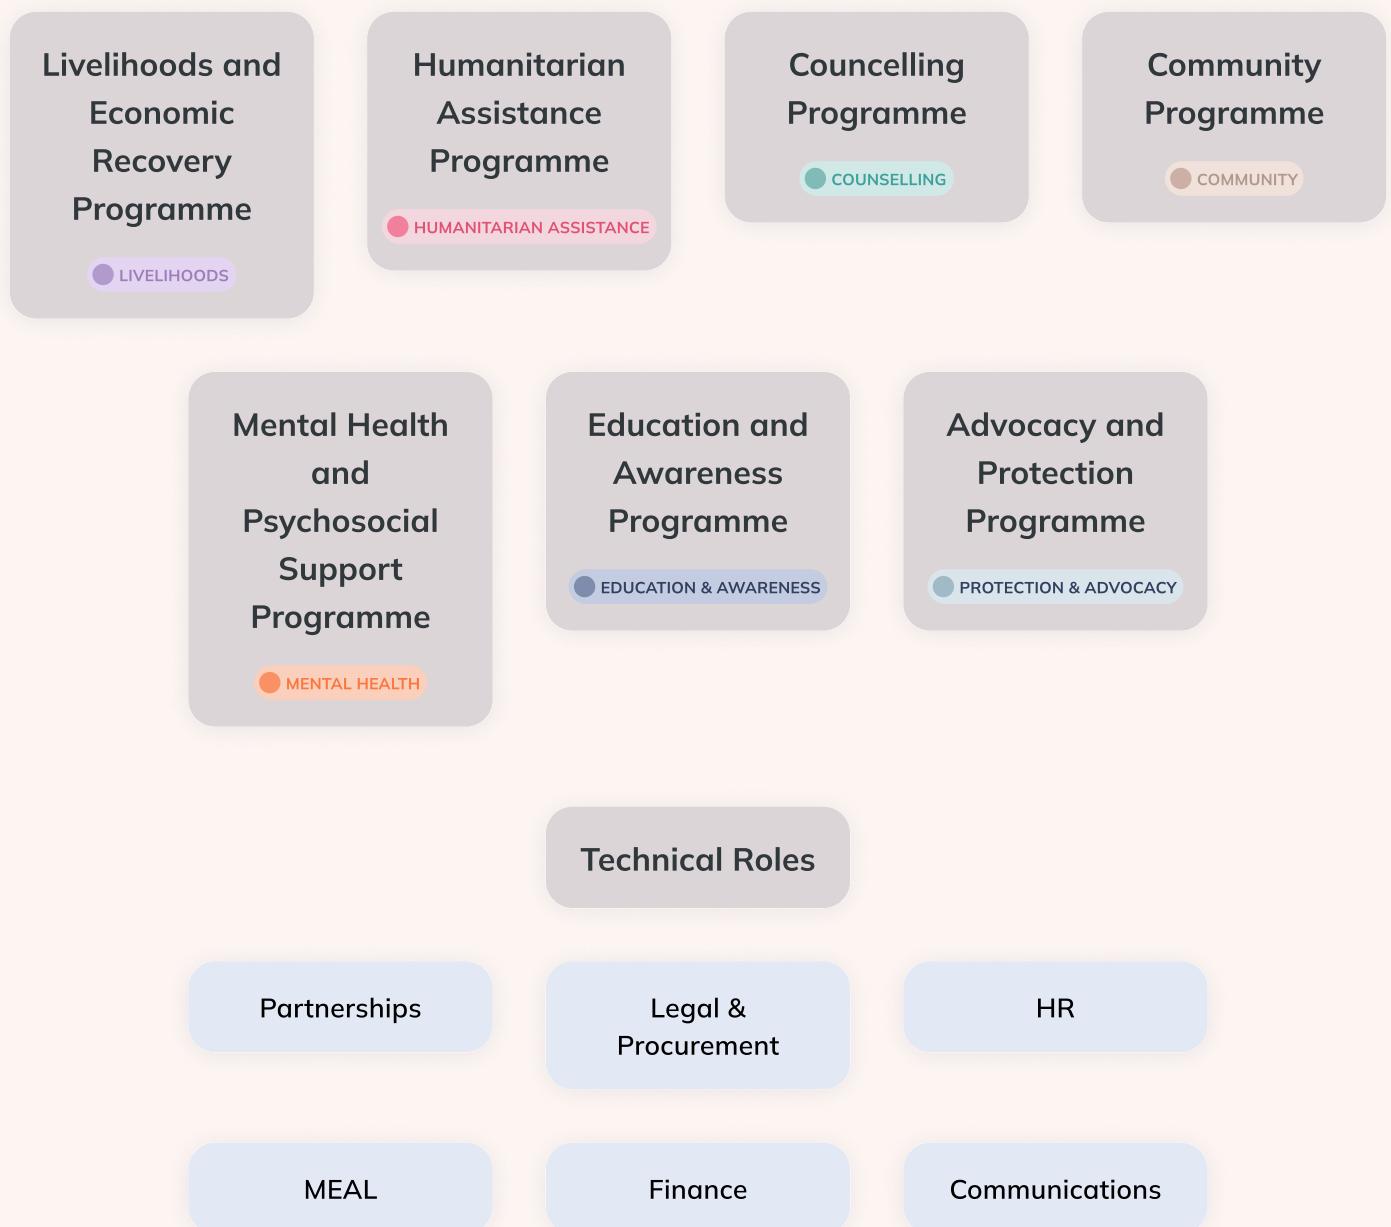 Livelihoods and
Economic
Recovery
Programme
LIVELIHOODS
Humanitarian
Assistance
Programme
HUMANITARIAN ASSISTANCE
Councelling
Programme
COUNSELLING
Community
Programme
COMMUNITY
Mental Health
and
Psychosocial
Support
Programme
MENTAL HEALTH
Education and
Awareness
Programme
EDUCATION & AWARENESS
Advocacy and
Protection
Programme
PROTECTION & ADVOCACY
Technical Roles
Partnerships
Legal &
Procurement
HR
MEAL
Finance
Communications